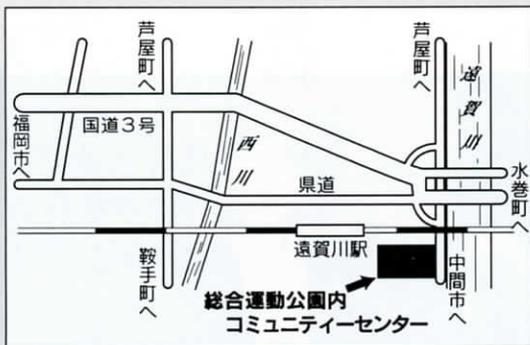 芦屋町へ
芦屋町へ
遠賀川
国道3号
福岡市へ
西川
県道
水巻町へ
遠賀川駅
鞍手町へ
中間市へ
総合運動公園内
コミュニティーセンター